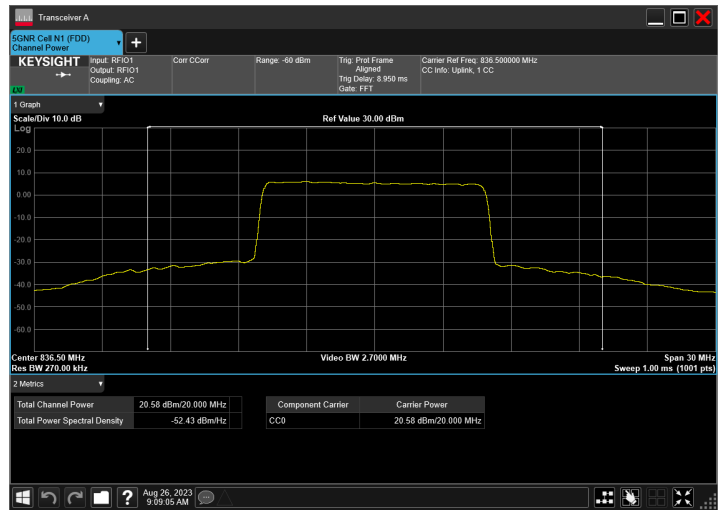 Transceiver A
5GNR Cell N1 (FDD)
Channel Power
KEYSIGHT
Input: RFIO1
Output: RFIO1
Coupling: AC
Corr CCorr
Range: -60 dBm
Trig: Prot Frame
Aligned
Trig Delay: 8.950 ms
Gate: FFT
Carrier Ref Freq: 836.500000 MHz
CC Info: Uplink, 1 CC
LXI
1 Graph
Scale/Div 10.0 dB
Ref Value 30.00 dBm
Log
20.0
10.0
0.00
-10.0
-20.0
-30.0
-40.0
-50.0
-60.0
Center 836.50 MHz
Video BW 2.7000 MHz
Span 30 MHz
Res BW 270.00 kHz
Sweep 1.00 ms (1001 pts)
2 Metrics
Total Channel Power 20.58 dBm/20.000 MHz
Total Power Spectral Density -52.43 dBm/Hz
Component Carrier Carrier Power
CC0 20.58 dBm/20.000 MHz
?
Aug 26, 2023
9:09:05 AM